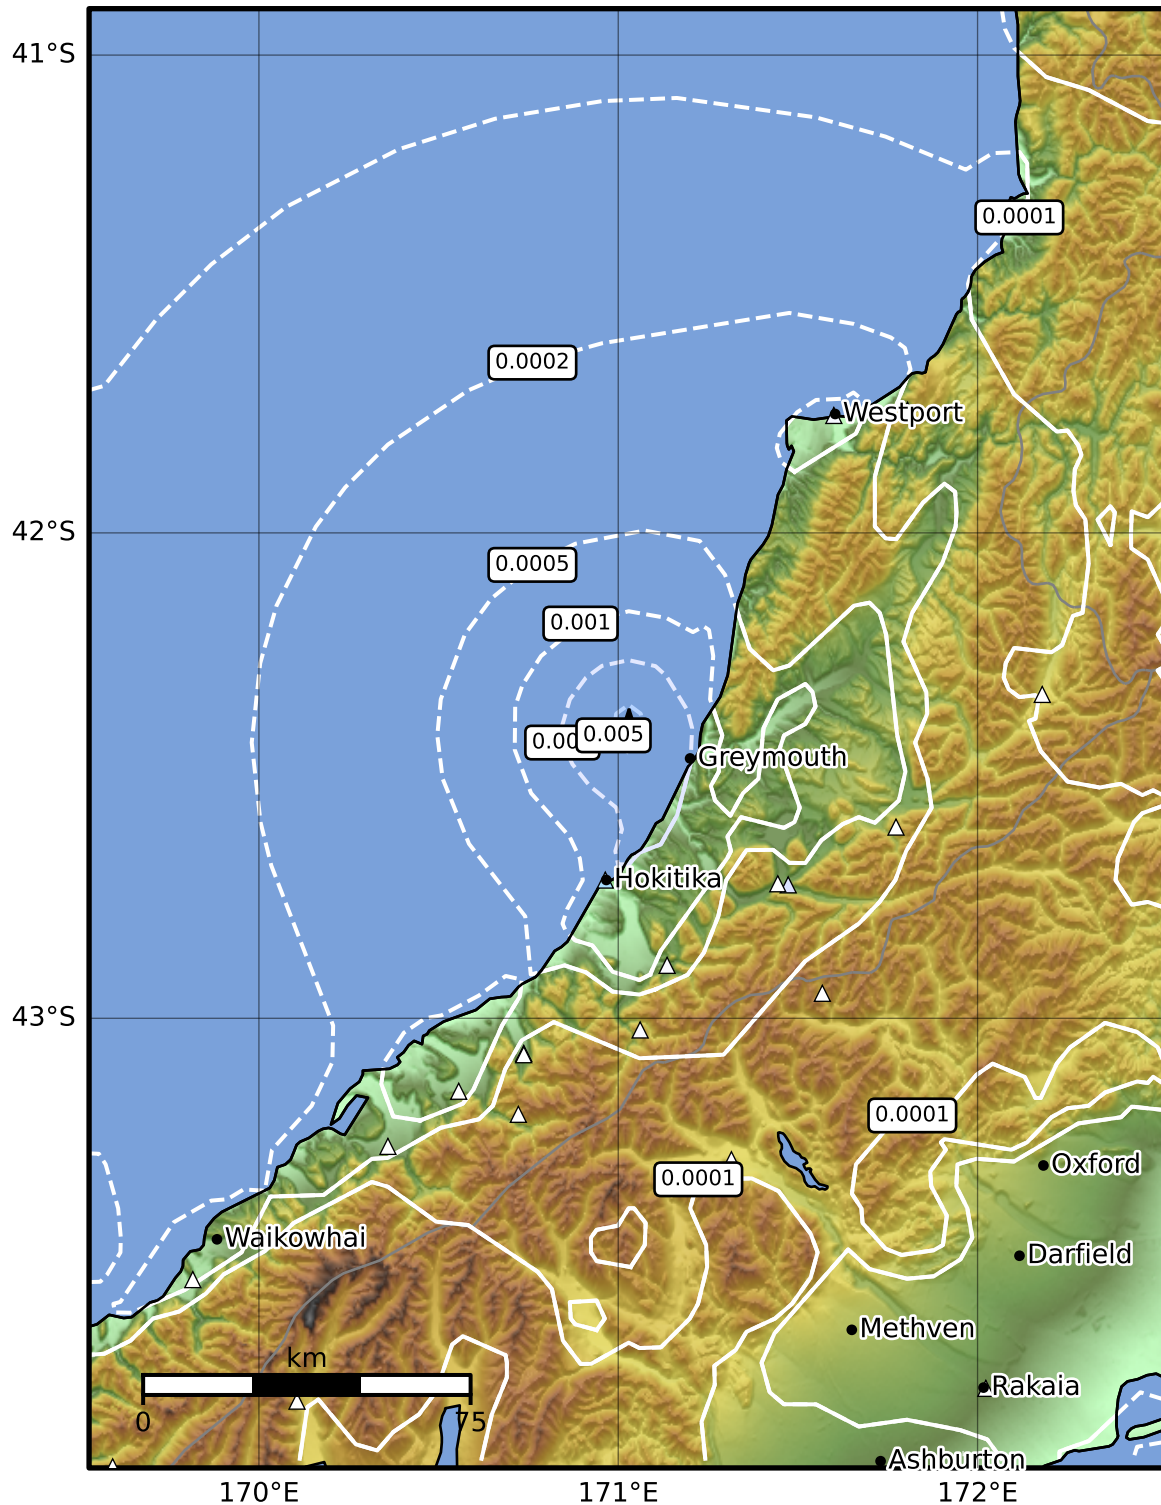 41°S
0.0001
0.0002
Westport
42°S
0.0005
0.001
0.005
Greymouth
Hokitika
43°S
0.0001
Oxford
0.0001
Waikowhai
Darfield
Methven
km
Rakaia
0
75
Ashburton
170°E
171°E
172°E